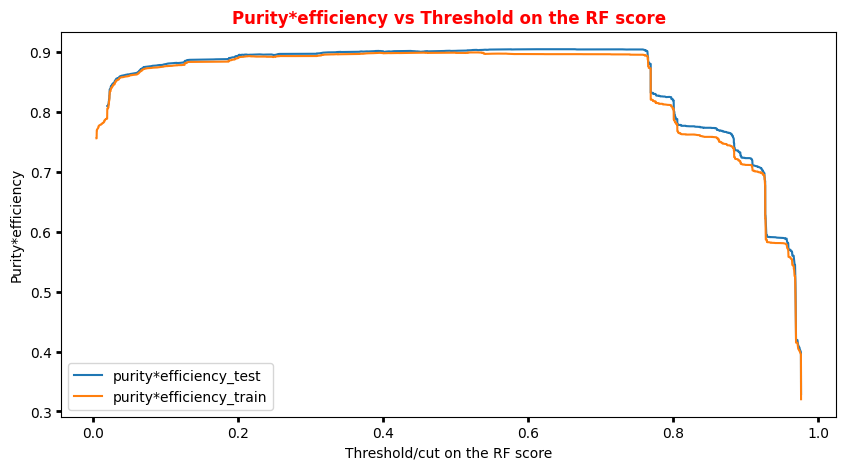 Purity*efficiency vs Threshold on the RF score
Purity*efficiency
0.9
0.8
0.7
0.6
0.5
0.4
0.3
purity*efficiency_test
purity*efficiency_train
0.0 0.2 0.4 0.6 0.8 1.0
Threshold/cut on the RF score